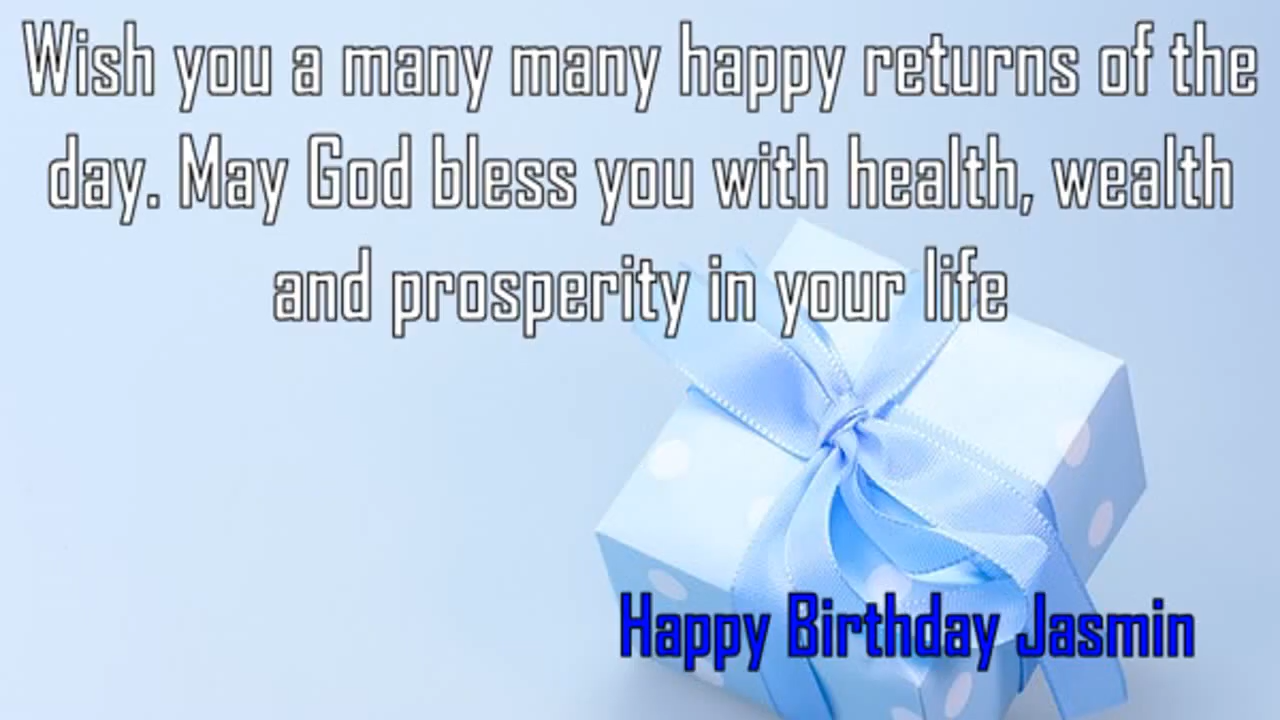 Wish you a many many happy returns of the
day. May God bless you with health, wealth
and prosperity in your life
Happy Birthday Jasmin